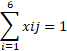 6
∑ xij = 1
i=1